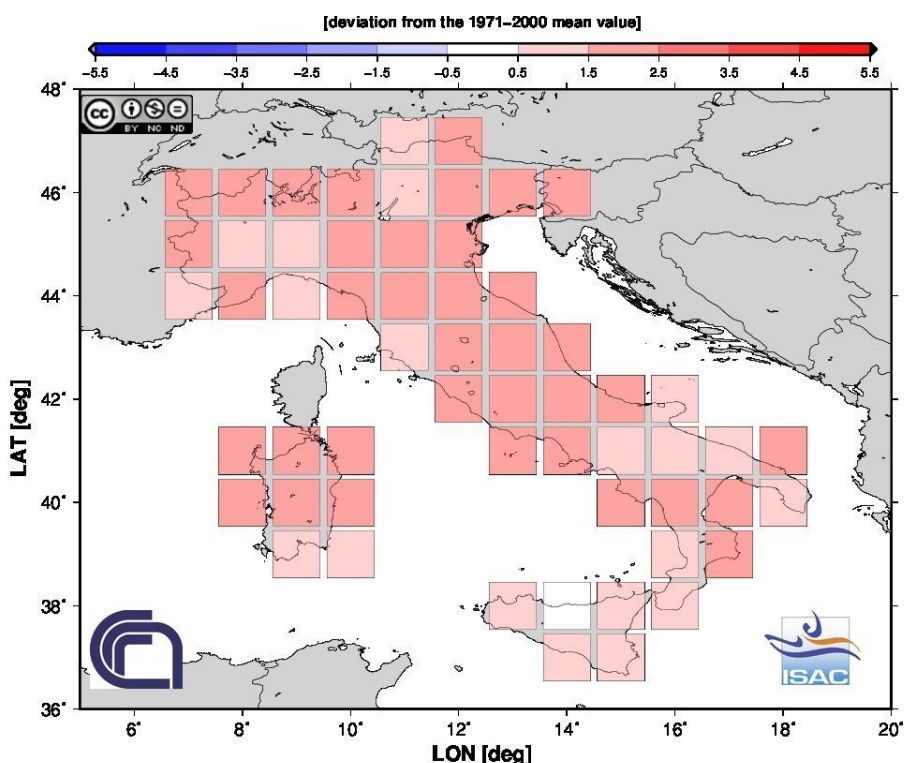 [deviation from the 1971−2000 mean value]
−5.5 −4.5 −3.5 −2.5 −1.5 −0.5 0.5 1.5 2.5 3.5 4.5 5.5
48°
cc BY NC ND
46°
44°
42°
LAT [deg]
40°
38°
ISAC
36°
6° 8° 10° 12° 14° 16° 18° 20°
LON [deg]